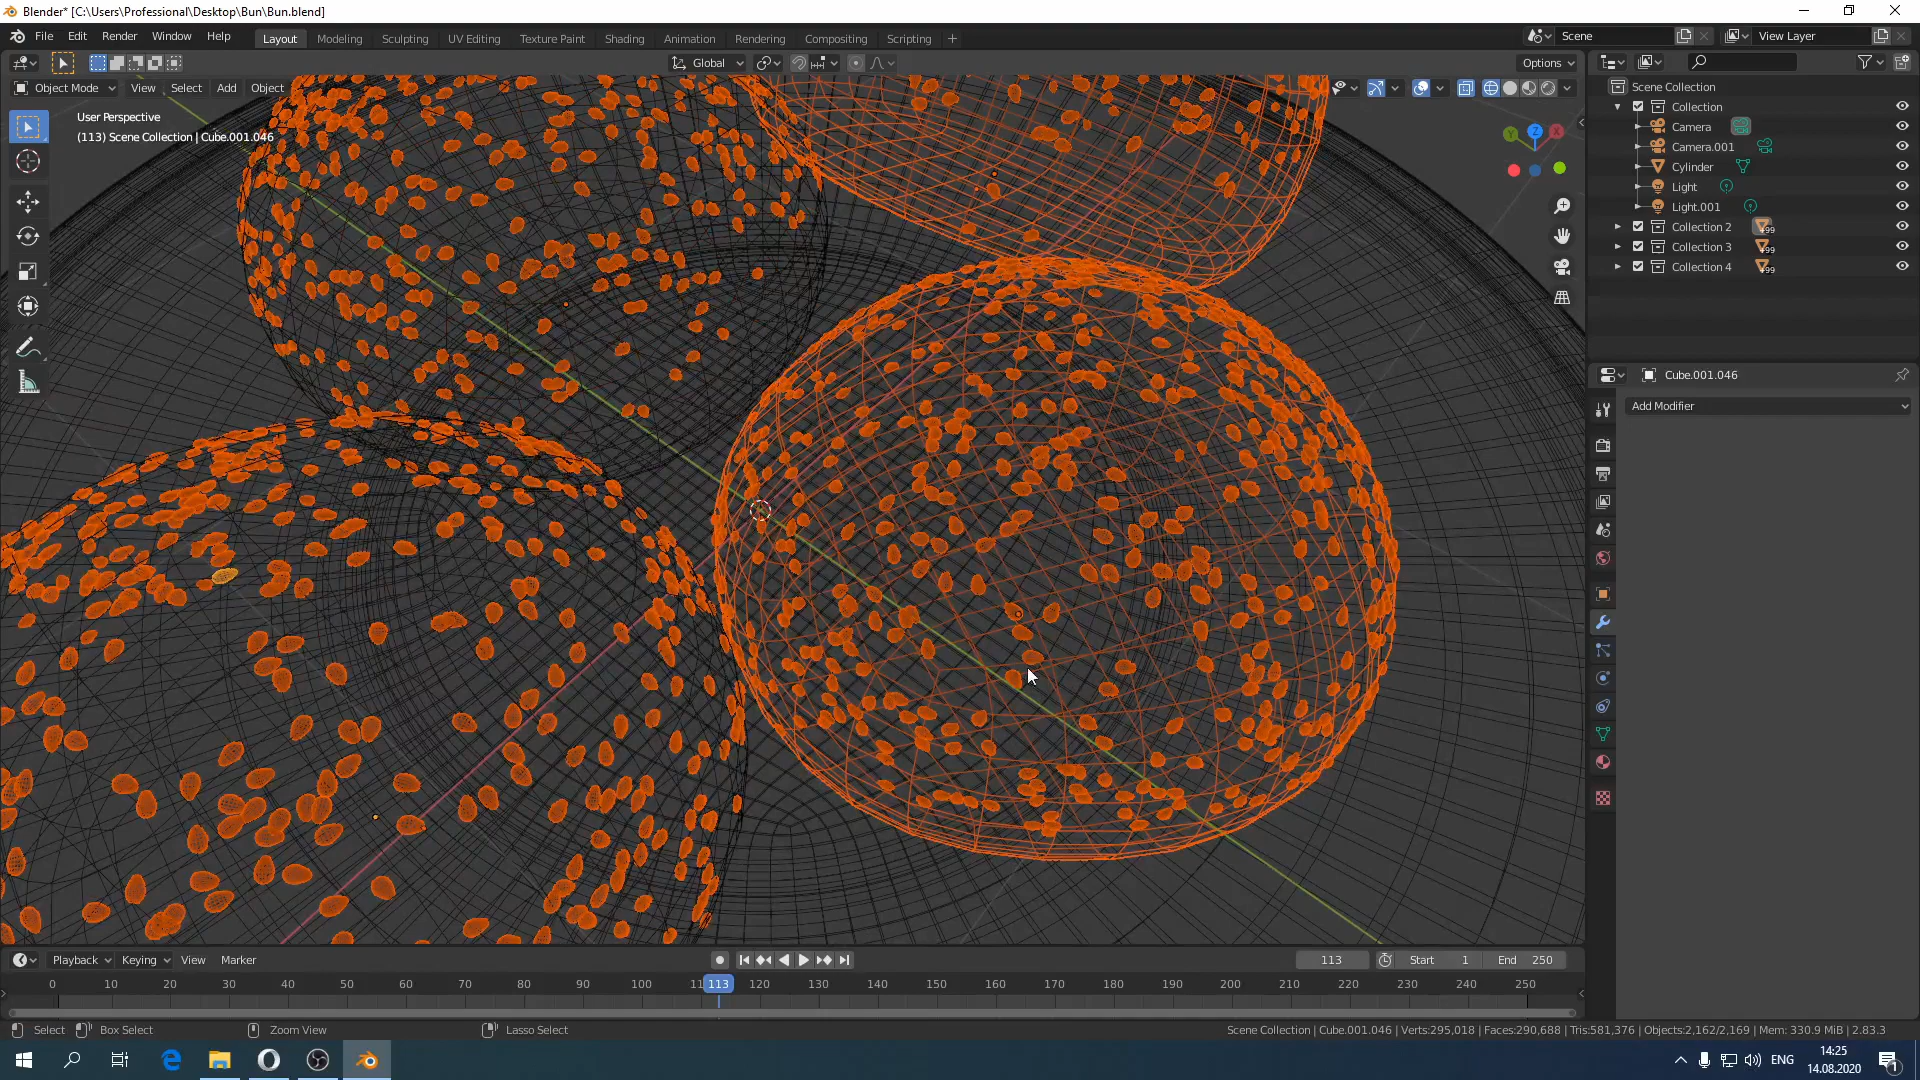 Blender* [C:\Users\Professional\Desktop\Bun\Bun.blend]
File Edit Render Window Help Layout Modeling Sculpting UV Editing Texture Paint Shading Animation Rendering Compositing Scripting + Scene View Layer
Global Options
Object Mode View Select Add Object
User Perspective
(113) Scene Collection | Cube.001.046
Y Z X
Scene Collection
Collection
Camera
Camera.001
Cylinder
Light
Light.001
Collection 2 +99
Collection 3 +99
Collection 4 +99
Cube.001.046
Add Modifier
Playback Keying View Marker 113 Start 1 End 250
0 10 20 30 40 50 60 70 80 90 100 11 113 120 130 140 150 160 170 180 190 200 210 220 230 240 250
Select Box Select Zoom View Lasso Select Scene Collection | Cube.001.046 | Verts:295,018 | Faces:290,688 | Tris:581,376 | Objects:2,162/2,169 | Mem: 330.9 MiB | 2.83.3
ENG 14:25
14.08.2020
1